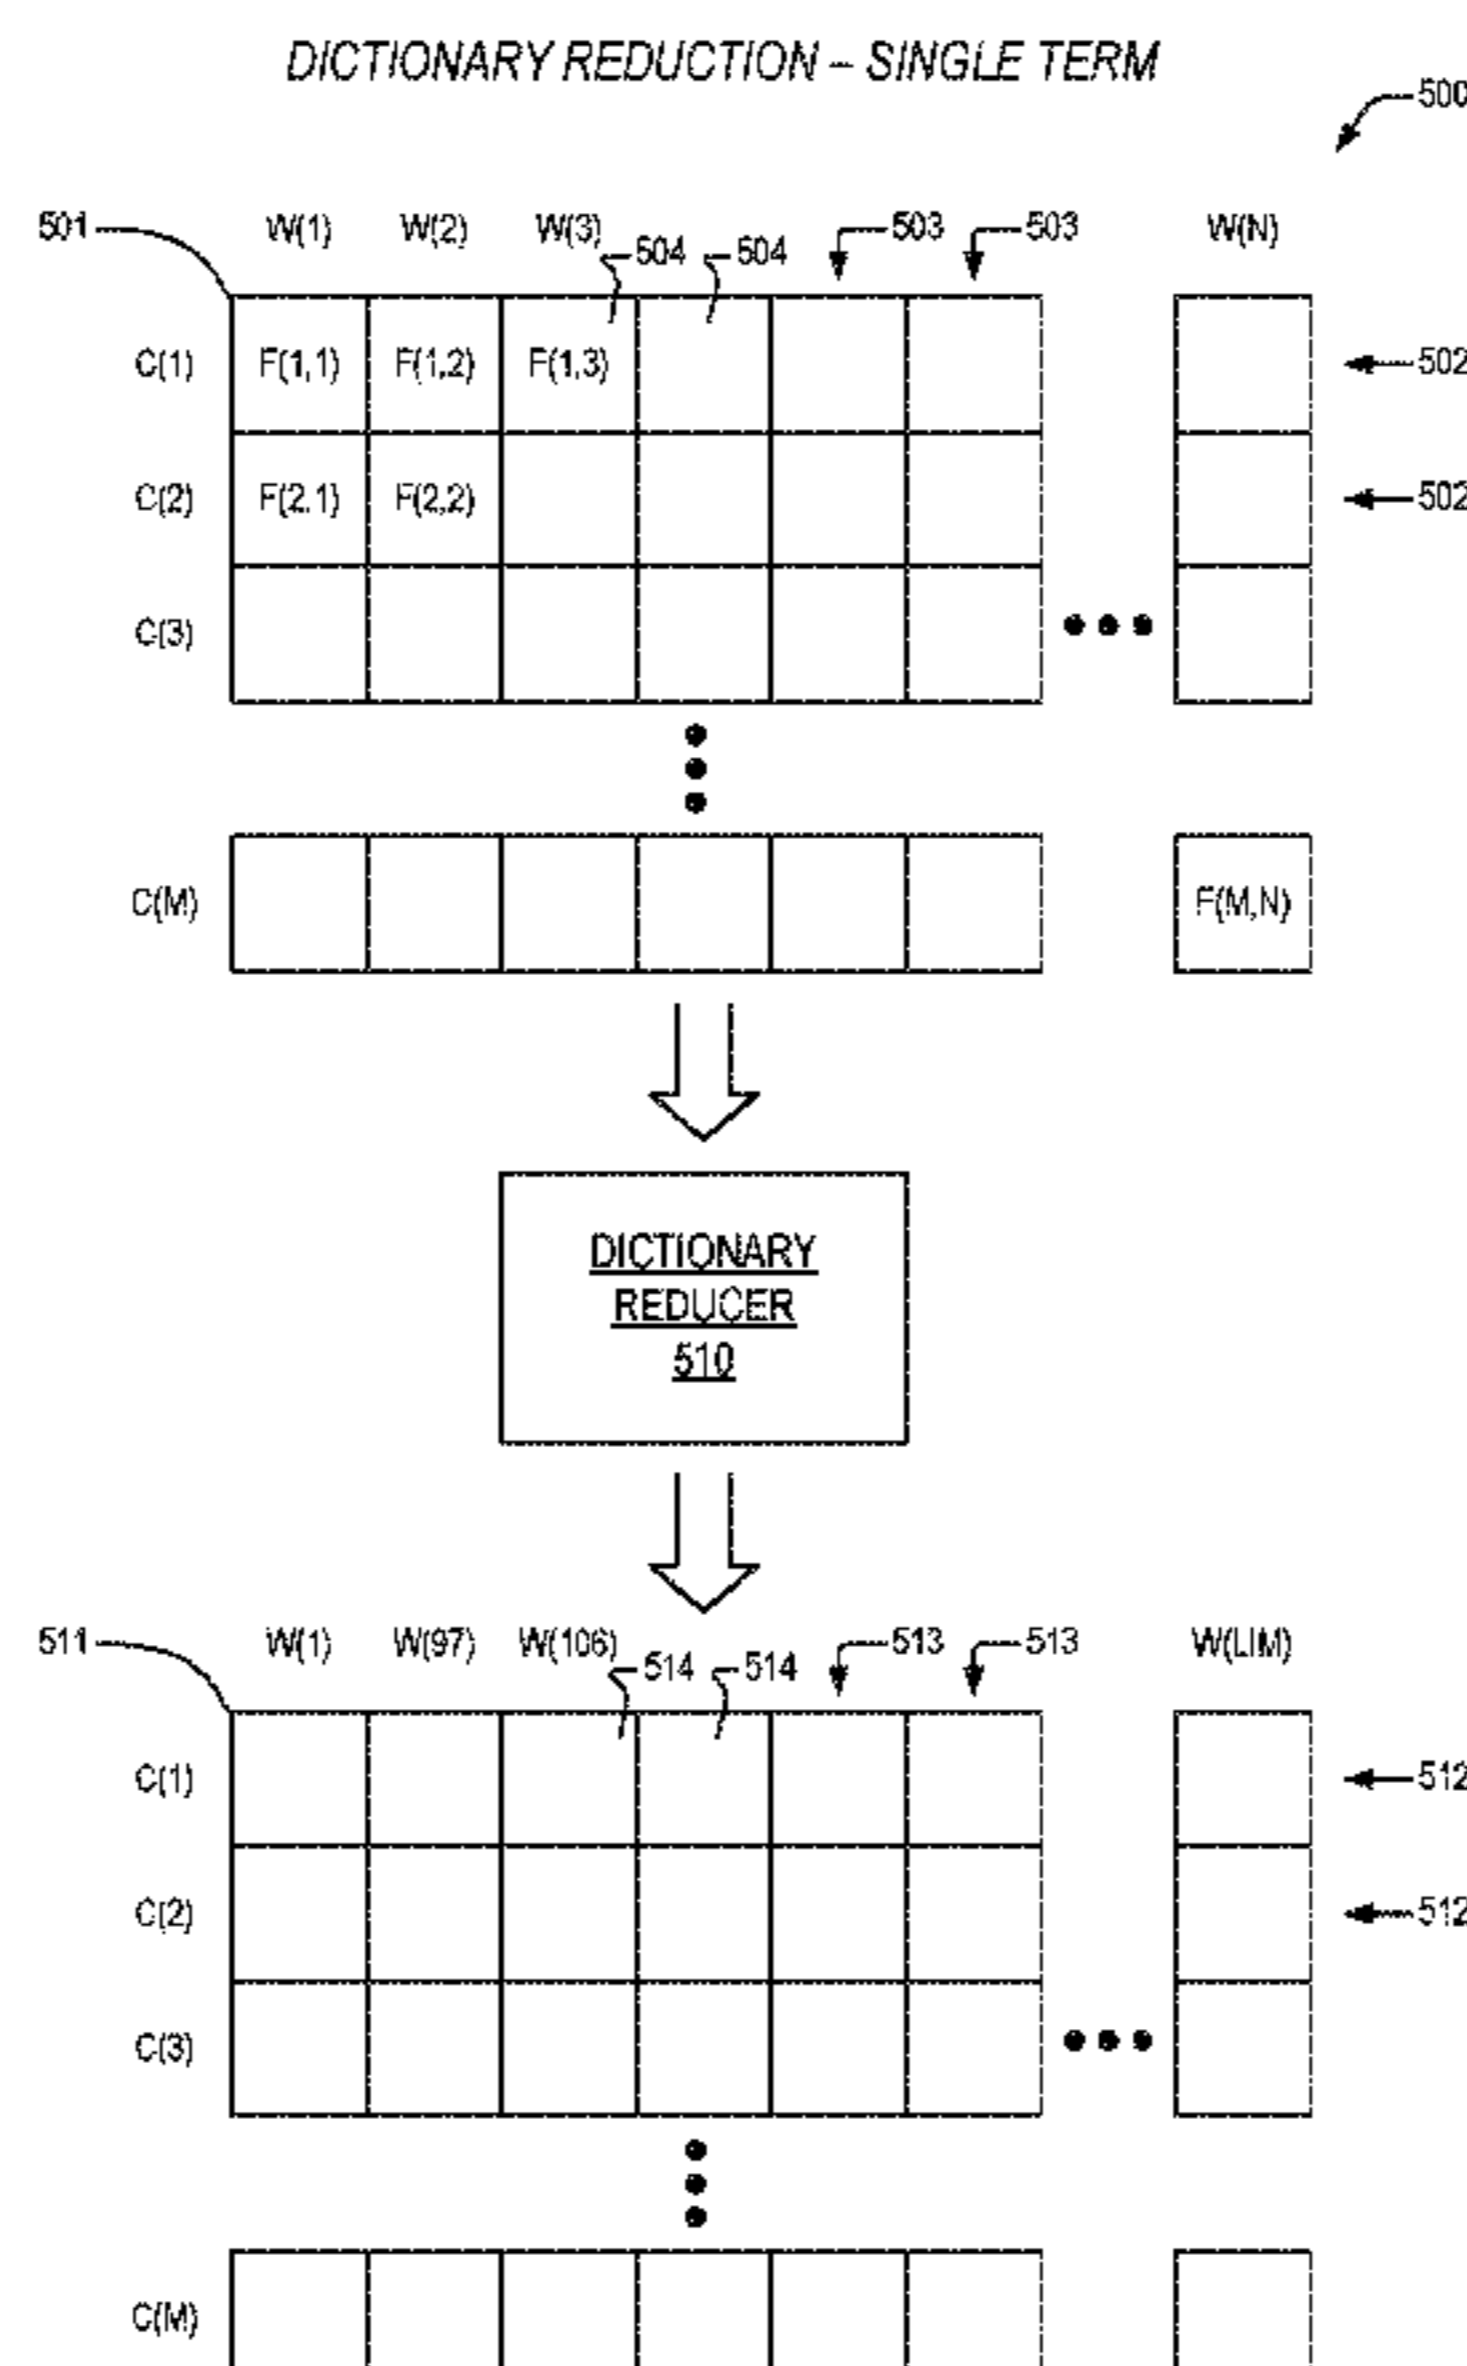 DICTIONARY REDUCTION – SINGLE TERM
500
501 W(1) W(2) W(3) 504 504 503 503 W(N)
C(1) F(1,1) F(1,2) F(1,3) 502
C(2) F(2,1) F(2,2) 502
C(3)
C(M) F(M,N)
DICTIONARY
REDUCER
510
511 W(1) W(97) W(106) 514 514 513 513 W(LIM)
C(1) 512
C(2) 512
C(3)
C(M)